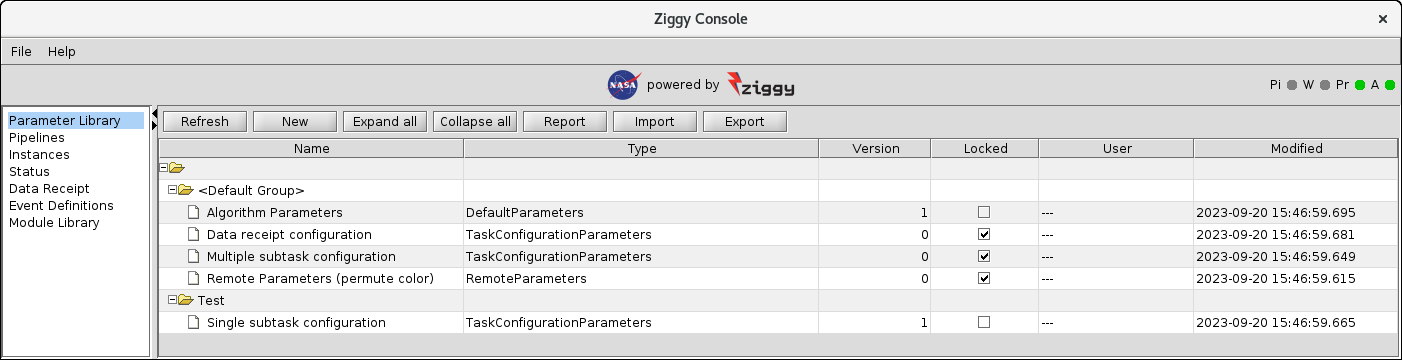 Ziggy Console ×
File Help
NASA powered by ziggy Pi W Pr A
Parameter Library
Pipelines
Instances
Status
Data Receipt
Event Definitions
Module Library
Refresh New Expand all Collapse all Report Import Export
Name Type Version Locked User Modified
<Default Group>
Algorithm Parameters DefaultParameters 1 --- 2023-09-20 15:46:59.695
Data receipt configuration TaskConfigurationParameters 0 --- 2023-09-20 15:46:59.681
Multiple subtask configuration TaskConfigurationParameters 0 --- 2023-09-20 15:46:59.649
Remote Parameters (permute color) RemoteParameters 0 --- 2023-09-20 15:46:59.615
Test
Single subtask configuration TaskConfigurationParameters 1 --- 2023-09-20 15:46:59.665